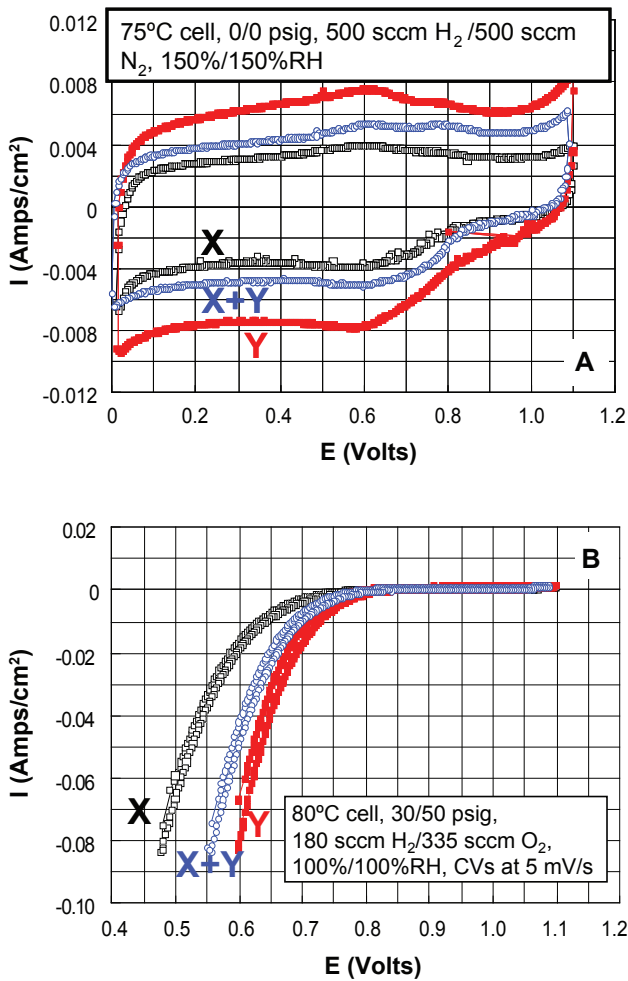 75ºC cell, 0/0 psig, 500 sccm H₂ /500 sccm
N₂, 150%/150%RH
0.012
0.008
0.004
0
-0.004
-0.008
-0.012
I (Amps/cm²)
X
X+Y
Y
A
0
0.2
0.4
0.6
0.8
1.0
1.2
E (Volts)
0.02
0
-0.02
-0.04
-0.06
-0.08
-0.10
I (Amps/cm²)
B
X
X+Y
Y
80ºC cell, 30/50 psig,
180 sccm H₂/335 sccm O₂,
100%/100%RH, CVs at 5 mV/s
0.4
0.5
0.6
0.7
0.8
0.9
1.0
1.1
1.2
E (Volts)